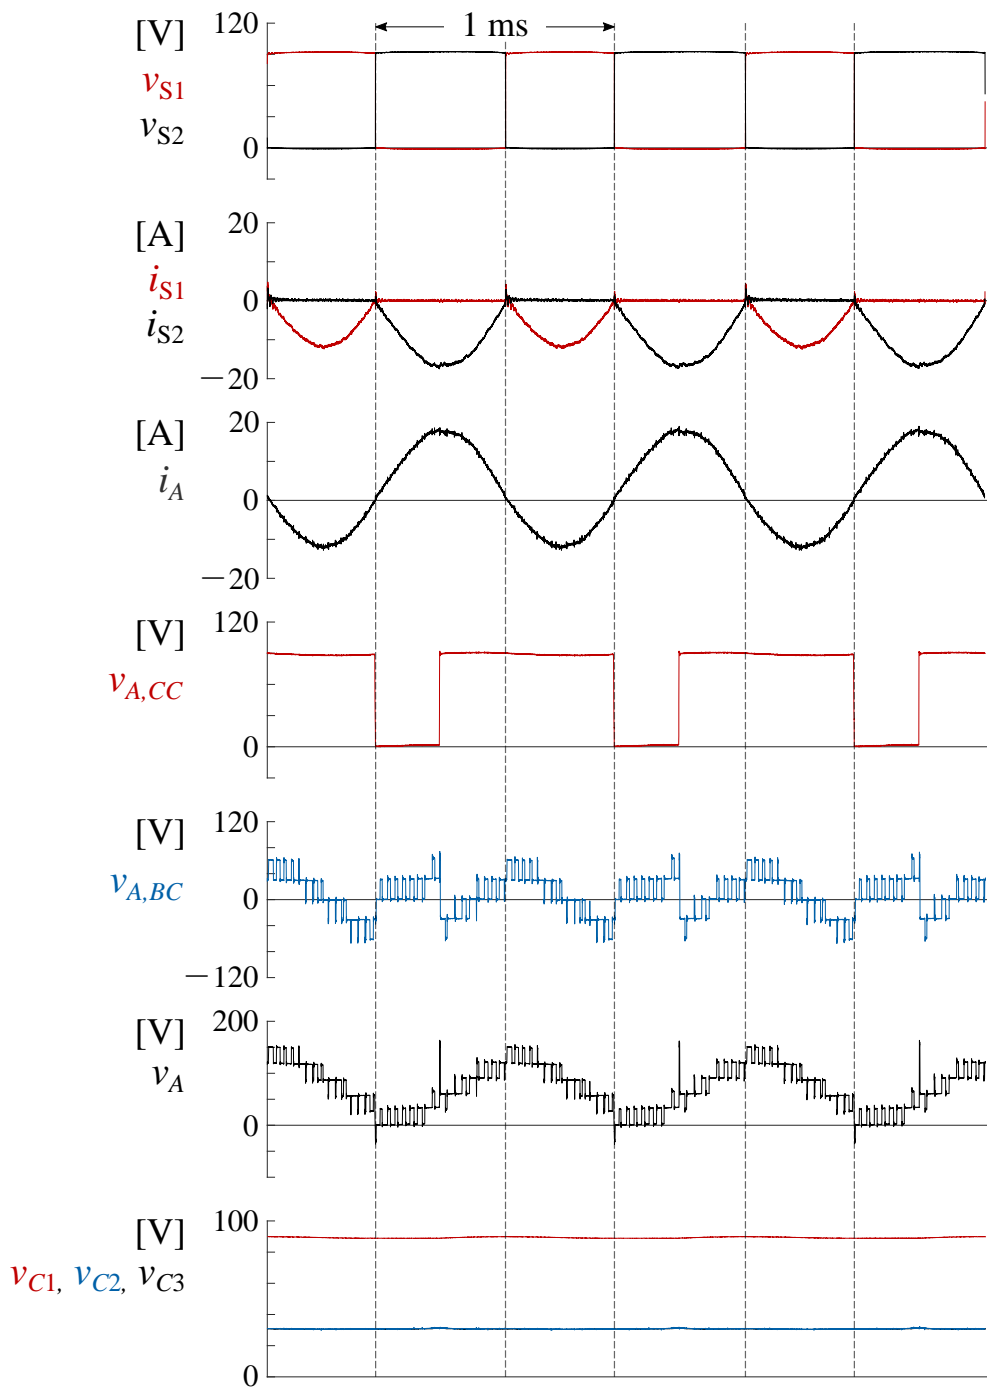 1 ms
[V] 120
vS1
vS2
0
[A] 20
iS1 0
iS2
−20
[A] 20
iA 0
−20
[V] 120
vA,CC
0
[V] 120
vA,BC 0
−120
[V] 200
vA
0
[V] 100
vC1, vC2, vC3
0